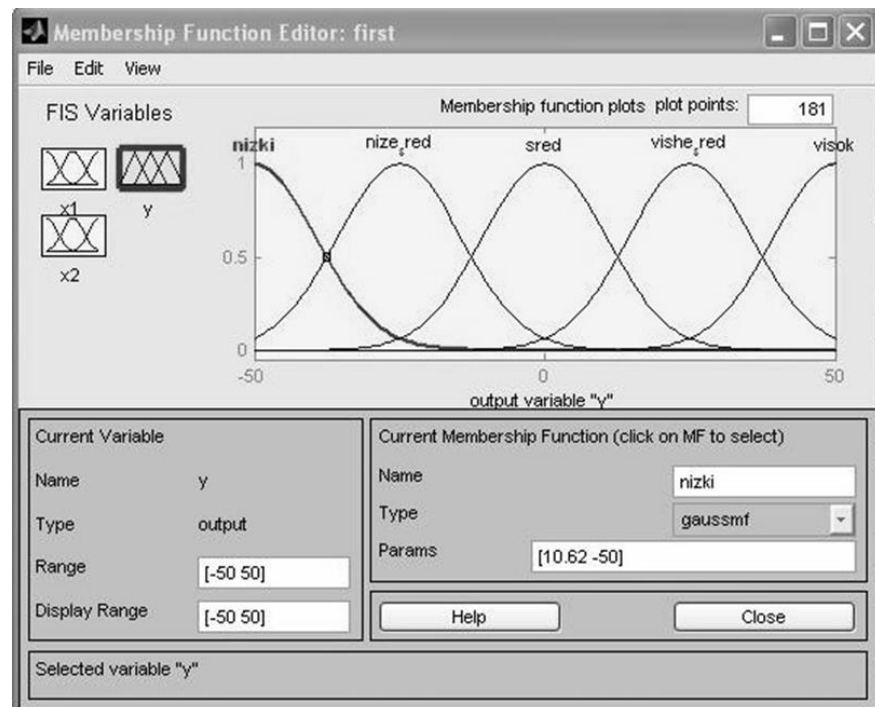 Membership Function Editor: first
File Edit View
FIS Variables
Membership function plots plot points: 181
x1
y
x2
nizki nize_sred sred vishe_sred visok
1
0.5
0
-50 0 50
output variable "y"
Current Variable
Name y
Type output
Range [-50 50]
Display Range [-50 50]
Current Membership Function (click on MF to select)
Name nizki
Type gaussmf
Params [10.62 -50]
Help Close
Selected variable "y"